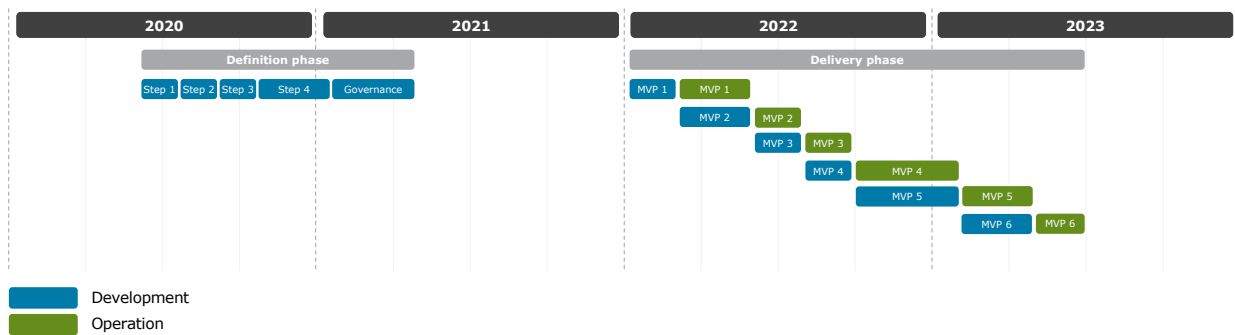 2020 2021 2022 2023
Definition phase Delivery phase
Step 1 Step 2 Step 3 Step 4 Governance MVP 1 MVP 1
MVP 2 MVP 2
MVP 3 MVP 3
MVP 4 MVP 4
MVP 5 MVP 5
MVP 6 MVP 6
Development
Operation